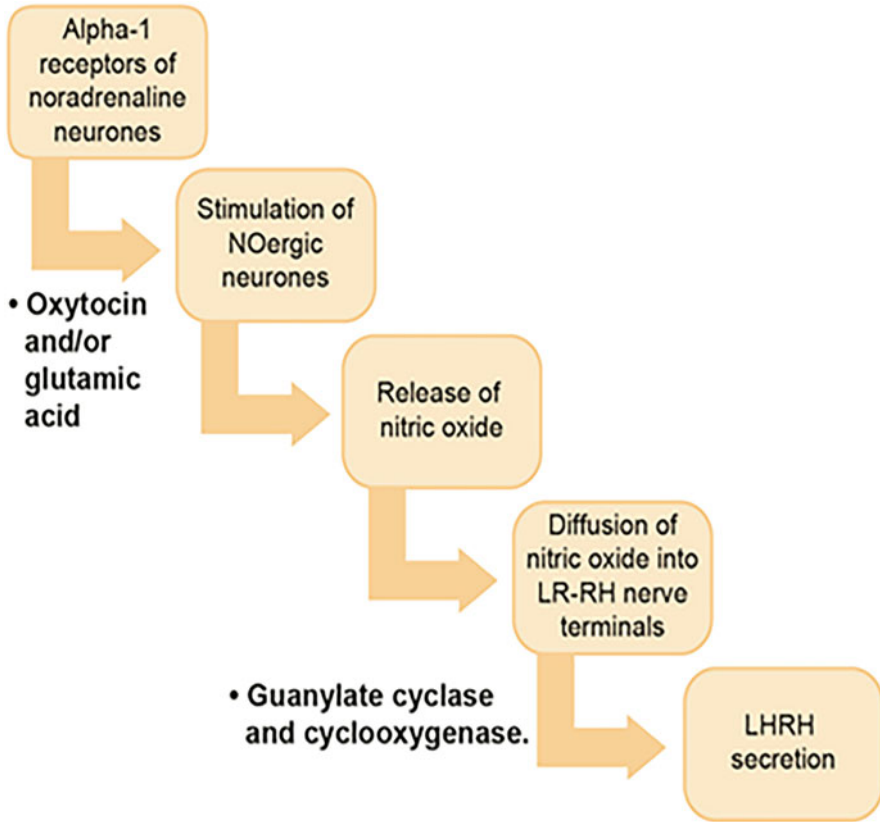 Alpha-1
receptors of
noradrenaline
neurones
Stimulation of
NOergic
neurones
• Oxytocin
and/or
glutamic
acid
Release of
nitric oxide
Diffusion of
nitric oxide into
LR-RH nerve
terminals
• Guanylate cyclase
and cyclooxygenase.
LHRH
secretion